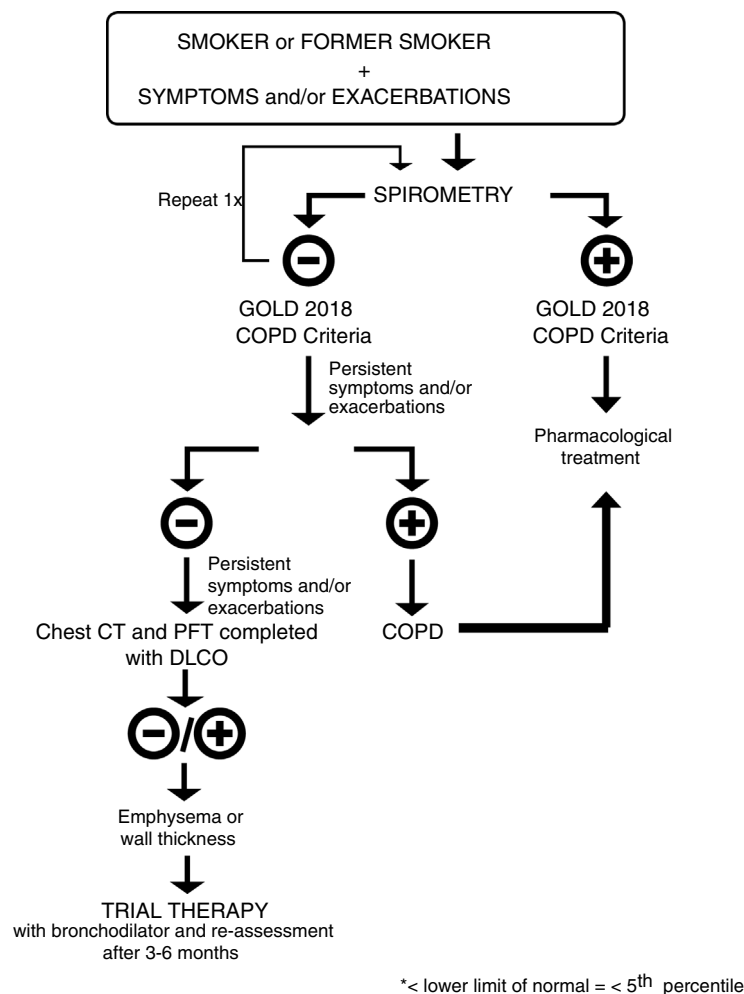 SMOKER or FORMER SMOKER
+
SYMPTOMS and/or EXACERBATIONS
SPIROMETRY
Repeat 1x
GOLD 2018
COPD Criteria
GOLD 2018
COPD Criteria
Persistent
symptoms and/or
exacerbations
Pharmacological
treatment
Persistent
symptoms and/or
exacerbations
Chest CT and PFT completed
with DLCO
COPD
/
Emphysema or
wall thickness
TRIAL THERAPY
with bronchodilator and re-assessment
after 3-6 months
*< lower limit of normal = < 5th percentile